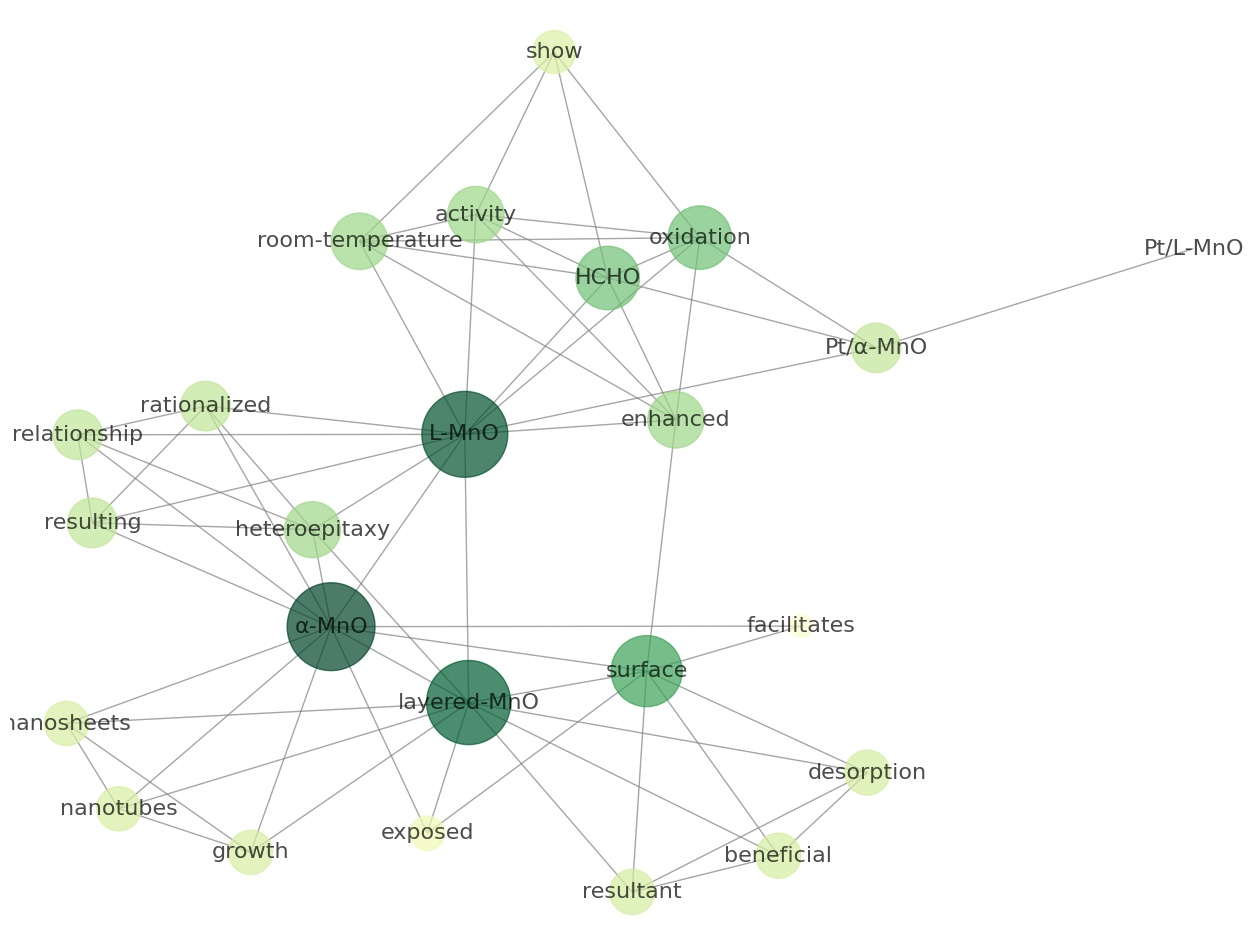 show
activity
room-temperature
oxidation
Pt/L-MnO
HCHO
Pt/α-MnO
rationalized
enhanced
relationship
L-MnO
resulting
heteroepitaxy
α-MnO
facilitates
surface
layered-MnO
nanosheets
desorption
nanotubes
exposed
growth
beneficial
resultant